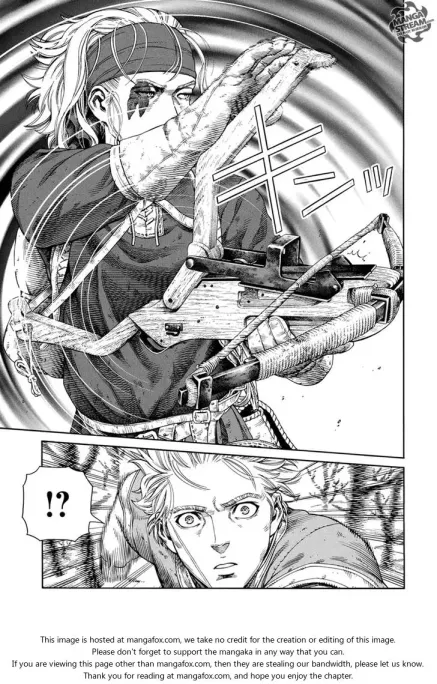 MANGA
STREAM
キンッ
!?
This image is hosted at mangafox.com, we take no credit for the creation or editing of this image.
Please don't forget to support the mangaka in any way that you can.
If you are viewing this page other than mangafox.com, then they are stealing our bandwidth, please let us know.
Thank you for reading at mangafox.com, and hope you enjoy the chapter.